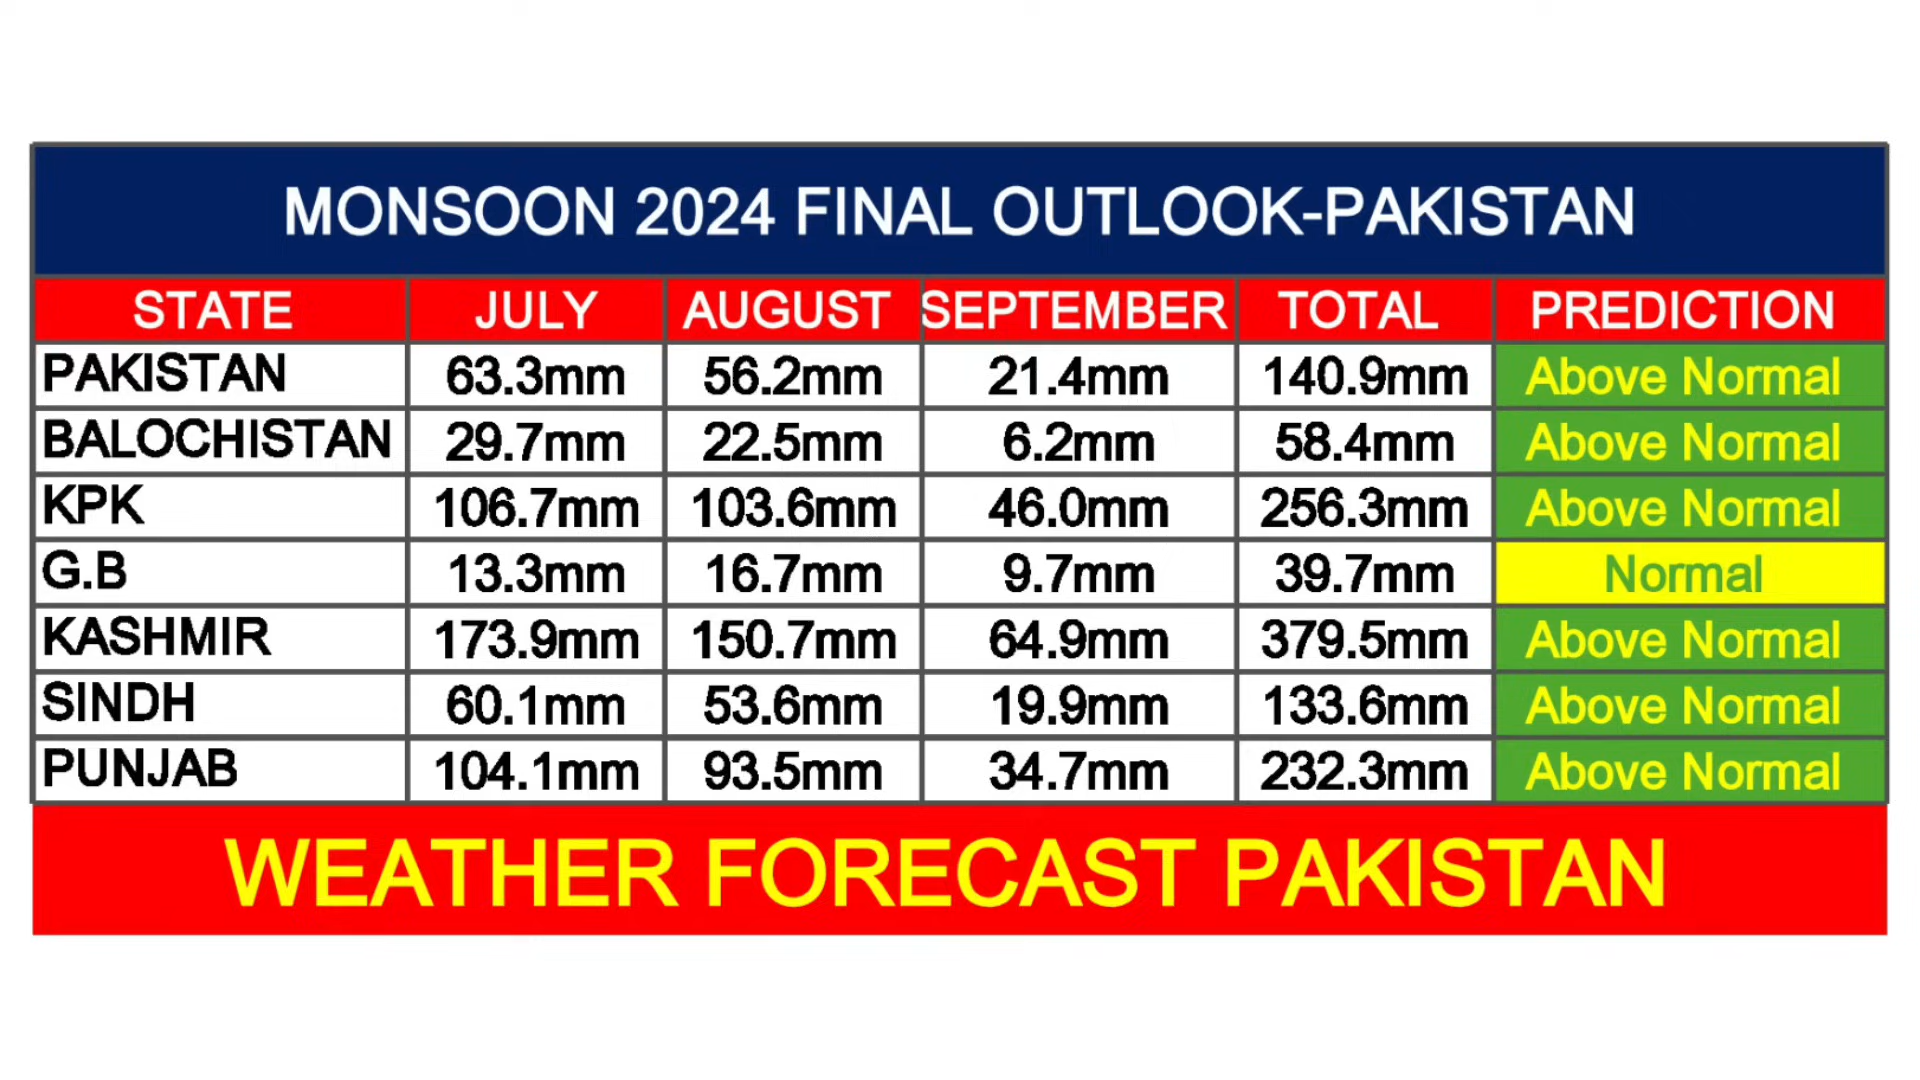 MONSOON 2024 FINAL OUTLOOK-PAKISTAN
STATE JULY AUGUST SEPTEMBER TOTAL PREDICTION
PAKISTAN 63.3mm 56.2mm 21.4mm 140.9mm Above Normal
BALOCHISTAN 29.7mm 22.5mm 6.2mm 58.4mm Above Normal
KPK 106.7mm 103.6mm 46.0mm 256.3mm Above Normal
G.B 13.3mm 16.7mm 9.7mm 39.7mm Normal
KASHMIR 173.9mm 150.7mm 64.9mm 379.5mm Above Normal
SINDH 60.1mm 53.6mm 19.9mm 133.6mm Above Normal
PUNJAB 104.1mm 93.5mm 34.7mm 232.3mm Above Normal
WEATHER FORECAST PAKISTAN